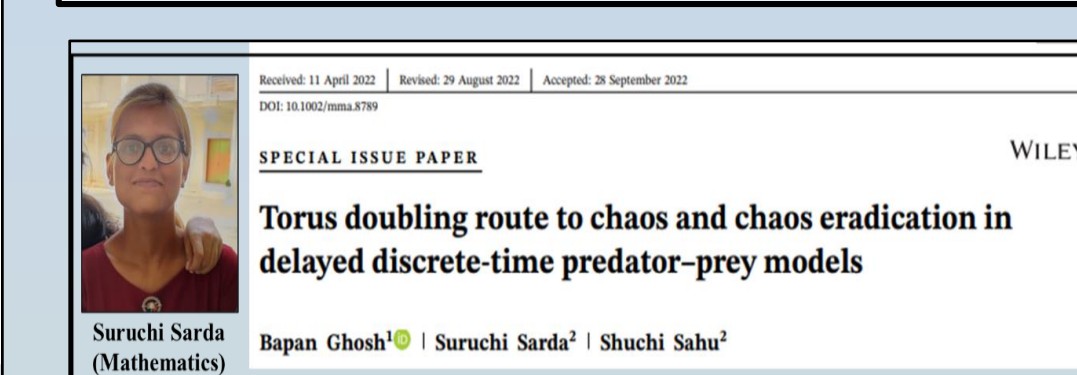 Received: 11 April 2022 | Revised: 29 August 2022 | Accepted: 28 September 2022
DOI: 10.1002/mma.8789
SPECIAL ISSUE PAPER
WILEY
Torus doubling route to chaos and chaos eradication in
delayed discrete-time predator–prey models
Bapan Ghosh¹ iD | Suruchi Sarda² | Shuchi Sahu²
Suruchi Sarda
(Mathematics)